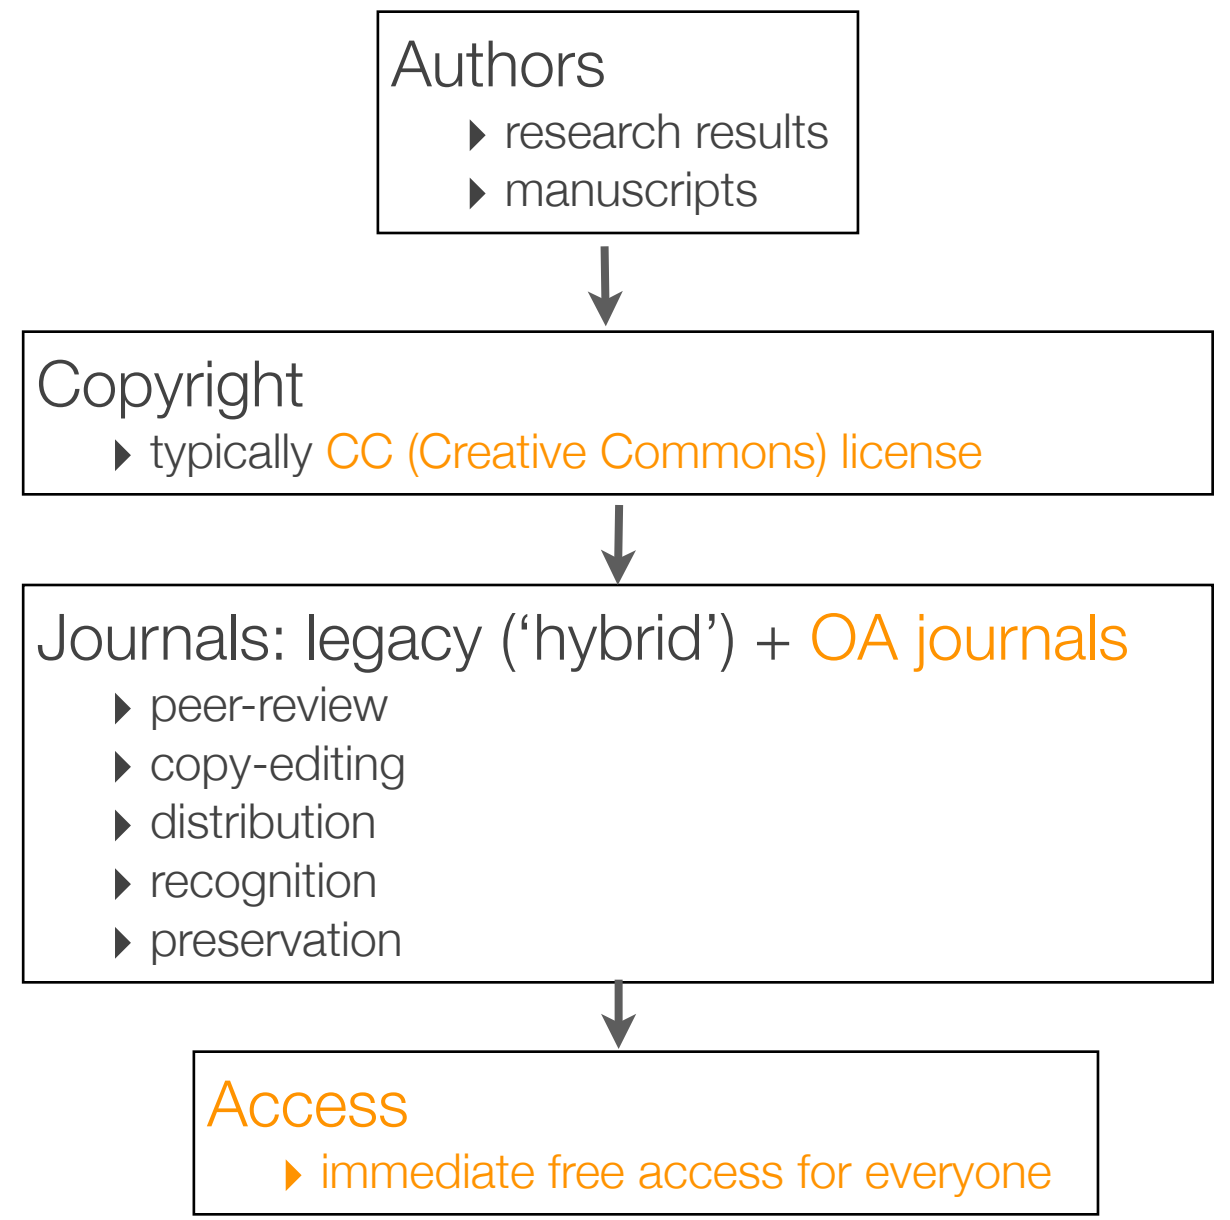 Authors
‣ research results
‣ manuscripts
Copyright
‣ typically CC (Creative Commons) license
Journals: legacy (‘hybrid’) + OA journals
‣ peer-review
‣ copy-editing
‣ distribution
‣ recognition
‣ preservation
Access
‣ immediate free access for everyone